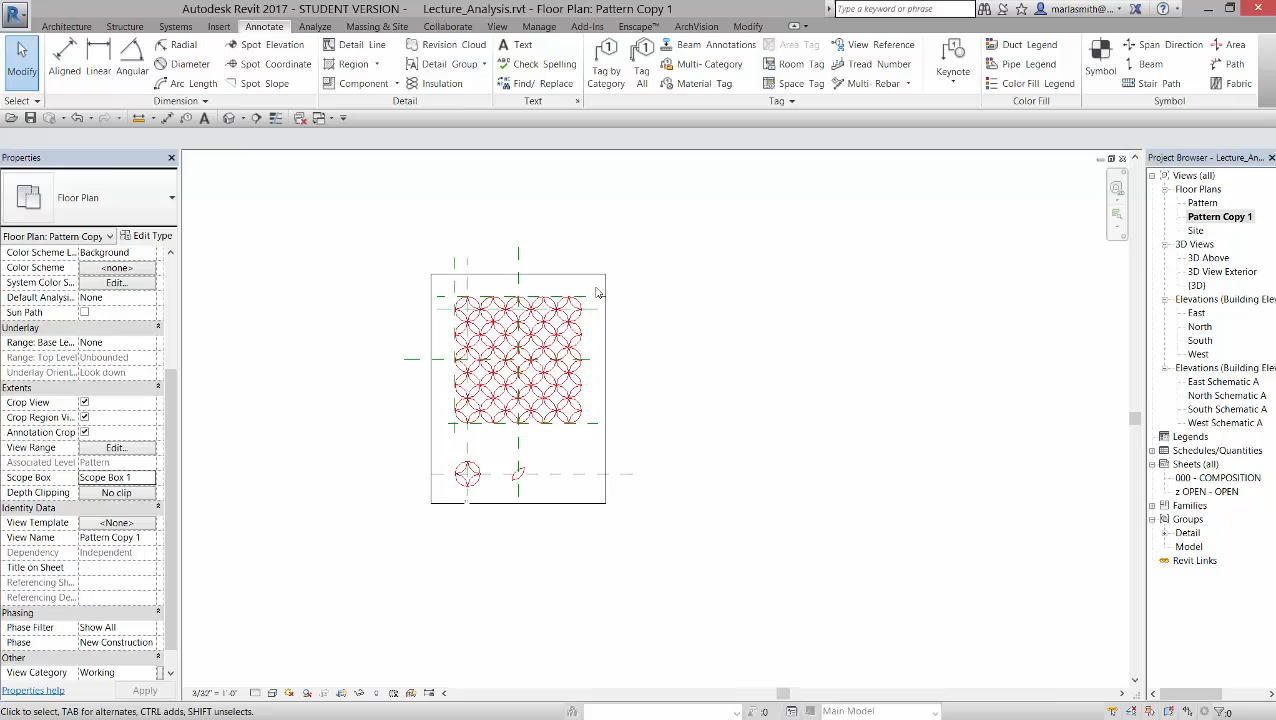 Autodesk Revit 2017 - STUDENT VERSION - Lecture_Analysis.rvt - Floor Plan: Pattern Copy 1
Type a keyword or phrase
marlasmith@...
Architecture Structure Systems Insert Annotate Analyze Massing & Site Collaborate View Manage Add-Ins Enscape™ ArchVision Modify
Modify
Select
Aligned Linear Angular
Radial
Diameter
Arc Length
Spot Elevation
Spot Coordinate
Spot Slope
Dimension
Detail Line
Region
Component
Revision Cloud
Detail Group
Insulation
Detail
Text
Check Spelling
Find/ Replace
Text
Tag by Category
Tag All
Beam Annotations
Multi- Category
Material Tag
Area Tag
Room Tag
Space Tag
View Reference
Tread Number
Multi- Rebar
Keynote
Tag
Duct Legend
Pipe Legend
Color Fill Legend
Color Fill
Symbol
Span Direction
Beam
Stair Path
Area
Path
Fabric
Symbol
Properties
Floor Plan
Floor Plan: Pattern Copy Edit Type
Color Scheme L... Background
Color Scheme <none>
System Color S... Edit...
Default Analysi... None
Sun Path
Underlay
Range: Base Le... None
Range: Top Level Unbounded
Underlay Orient... Look down
Extents
Crop View
Crop Region Vi...
Annotation Crop
View Range Edit...
Associated Level Pattern
Scope Box Scope Box 1
Depth Clipping No clip
Identity Data
View Template <None>
View Name Pattern Copy 1
Dependency Independent
Title on Sheet
Referencing Sh...
Referencing De...
Phasing
Phase Filter Show All
Phase New Construction
Other
View Category Working
Properties help Apply
3/32" = 1'-0"
Project Browser - Lecture_An...
Views (all)
Floor Plans
Pattern
Pattern Copy 1
Site
3D Views
3D Above
3D View Exterior
{3D}
Elevations (Building Elev
East
North
South
West
Elevations (Building Elev
East Schematic A
North Schematic A
South Schematic A
West Schematic A
Legends
Schedules/Quantities
Sheets (all)
000 - COMPOSITION
z OPEN - OPEN
Families
Groups
Detail
Model
Revit Links
Click to select, TAB for alternates, CTRL adds, SHIFT unselects.
:0
Main Model
:0